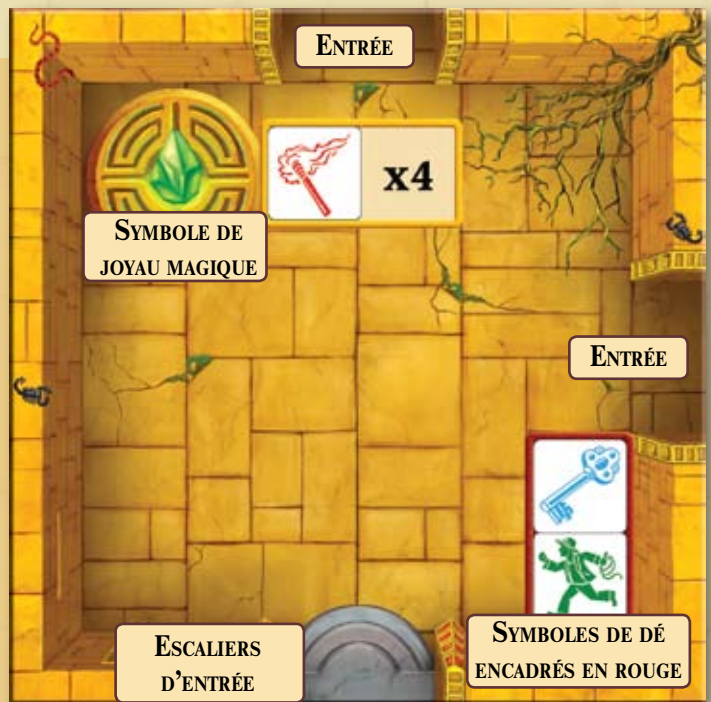 Entrée
x4
Symbole de
joyau magique
Entrée
Escaliers
d'entrée
Symboles de dé
encadrés en rouge